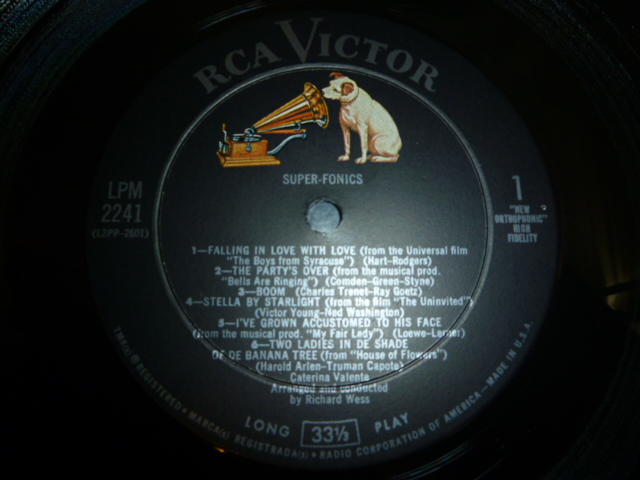 RCA VICTOR
SUPER-FONICS
LPM
2241
(L2PP-2601)
1
"NEW
ORTHOPHONIC"
HIGH
FIDELITY
1—FALLING IN LOVE WITH LOVE (from the Universal film
"The Boys from Syracuse") (Hart-Rodgers)
2—THE PARTY'S OVER (from the musical prod.
"Bells Are Ringing") (Comden-Green-Styne)
3—BOOM (Charles Trenet-Ray Goetz)
4—STELLA BY STARLIGHT (from the film "The Uninvited")
(Victor Young-Ned Washington)
5—I'VE GROWN ACCUSTOMED TO HIS FACE
(from the musical prod. "My Fair Lady") (Loewe-Lerner)
6—TWO LADIES IN DE SHADE
OF DE BANANA TREE (from "House of Flowers")
(Harold Arlen-Truman Capote)
Caterina Valente
Arranged and conducted
by Richard Wess
LONG 33⅓ PLAY
TMK(s) ® REGISTERED • MARCA(s) REGISTRADA(s) • RADIO CORPORATION OF AMERICA—MADE IN U.S.A.